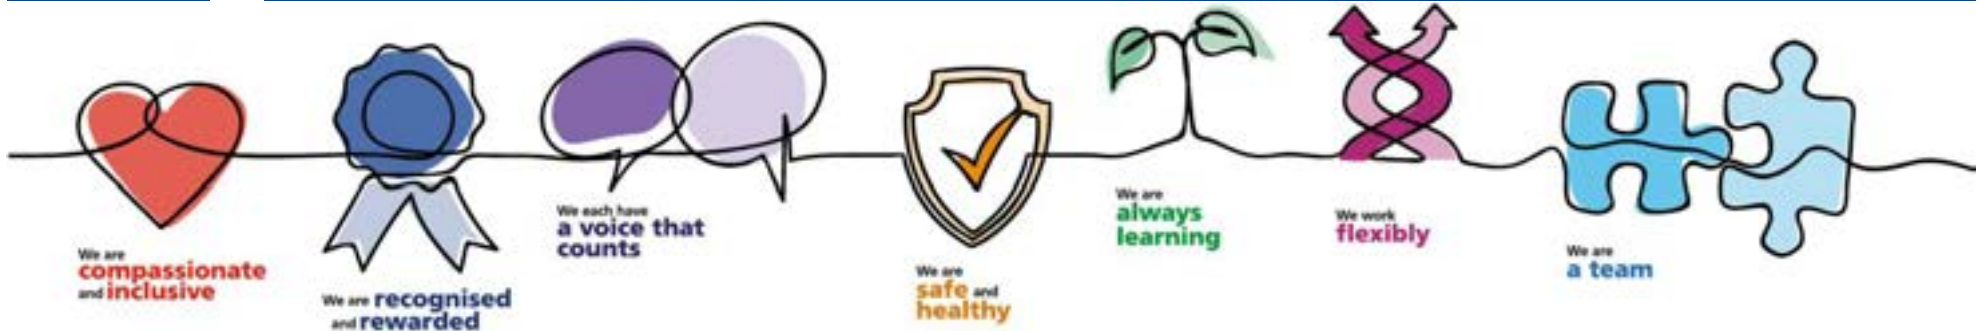 We are
compassionate
and inclusive
We are recognised
and rewarded
We each have
a voice that
counts
We are
safe and
healthy
We are
always
learning
We work
flexibly
We are
a team